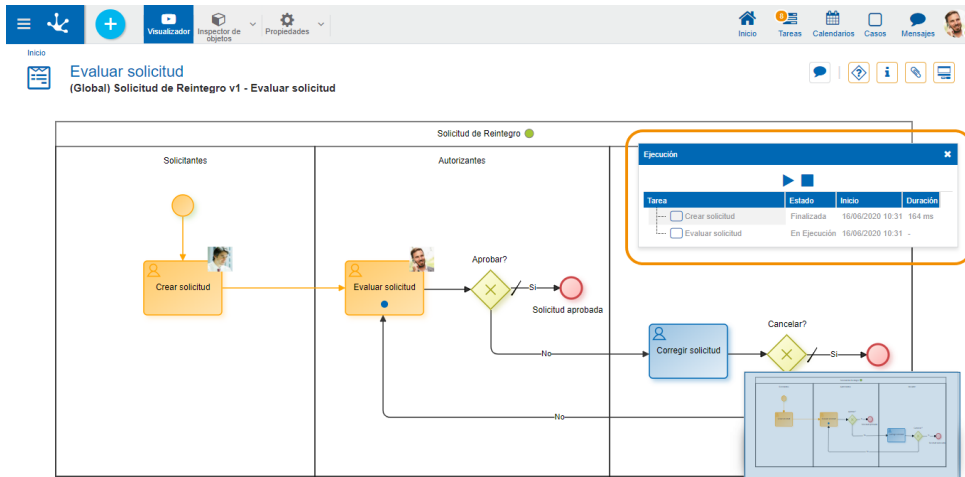 Visualizador
Inspector de
objetos
Propiedades
Inicio
8
Tareas
Calendarios
Casos
Mensajes
Inicio
Evaluar solicitud
(Global) Solicitud de Reintegro v1 - Evaluar solicitud
Solicitud de Reintegro
Solicitantes
Autorizantes
Ejecución
Tarea Estado Inicio Duración
Crear solicitud Finalizada 16/06/2020 10:31 164 ms
Evaluar solicitud En Ejecución 16/06/2020 10:31 -
Crear solicitud
Evaluar solicitud
Aprobar?
Si
Solicitud aprobada
No
Corregir solicitud
Cancelar?
Si
No